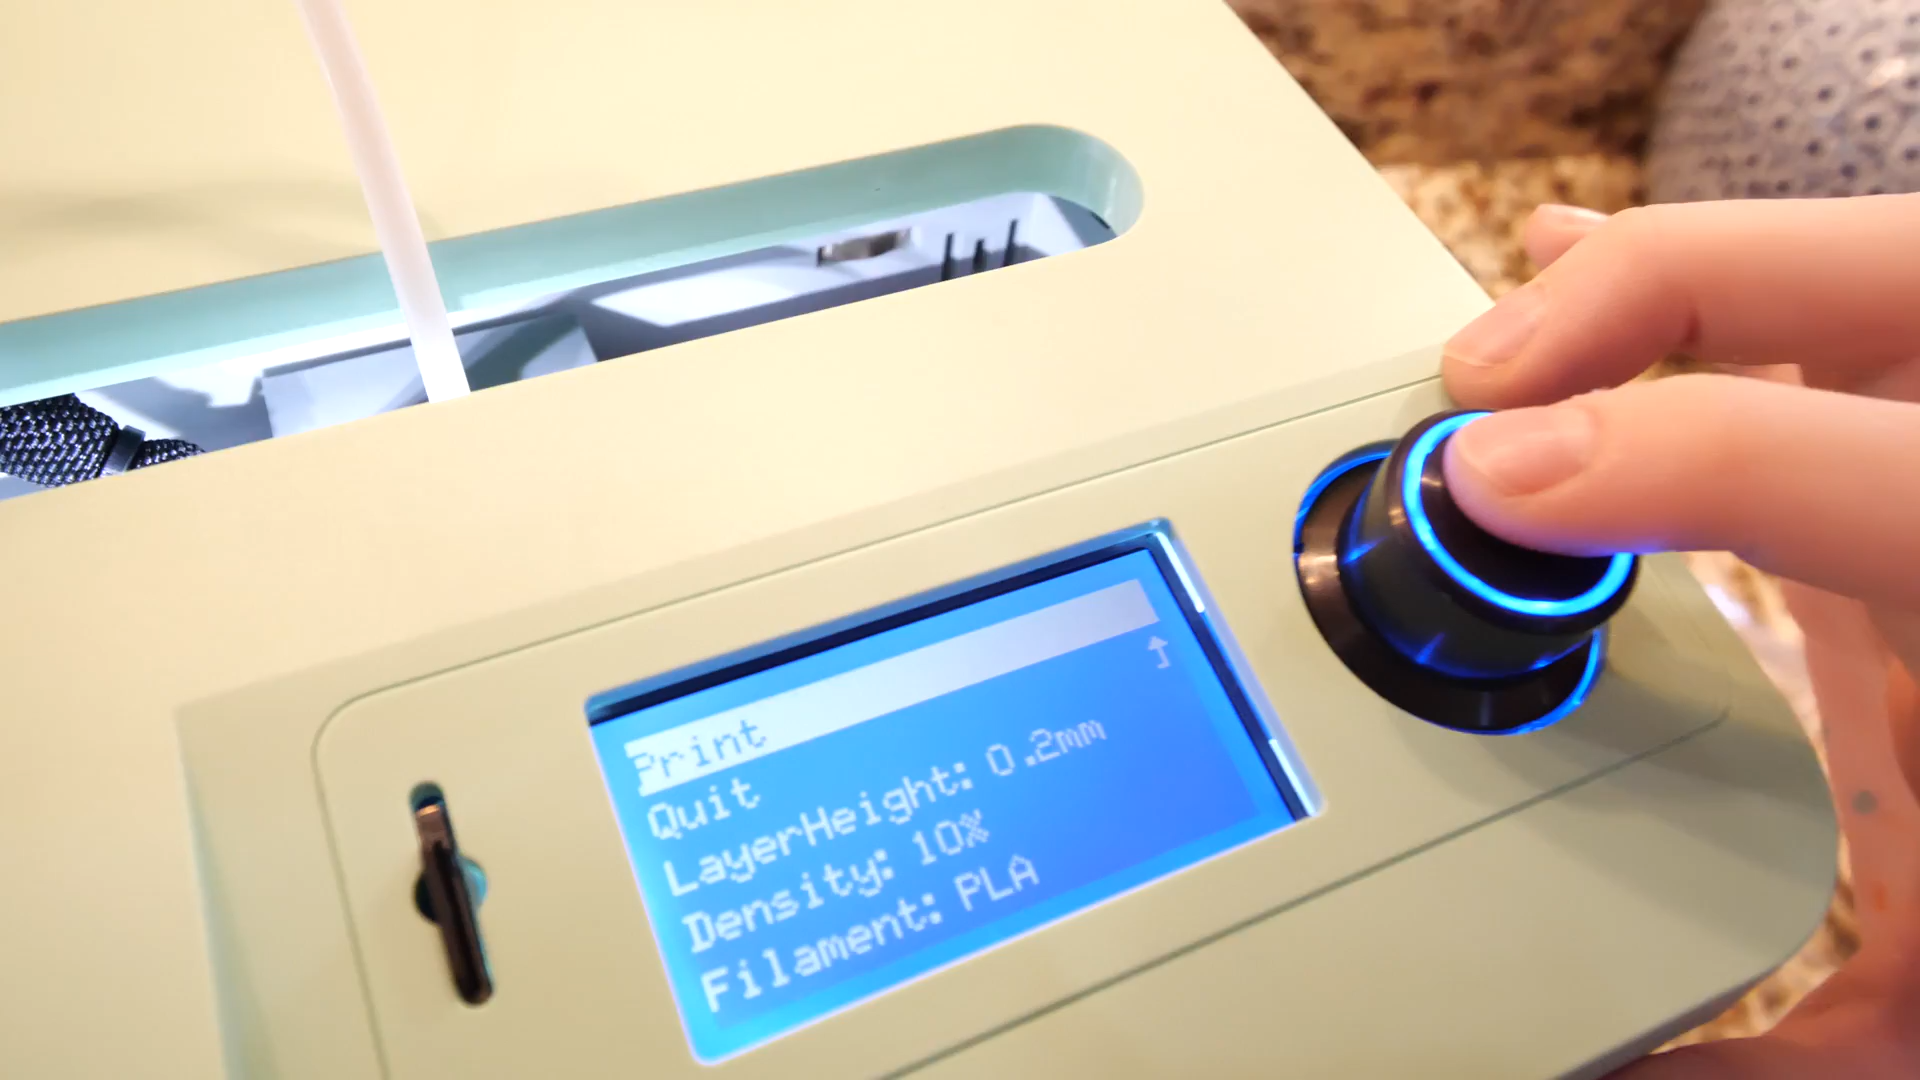 Print
Quit
LayerHeight: 0.2mm
Density: 10%
Filament: PLA